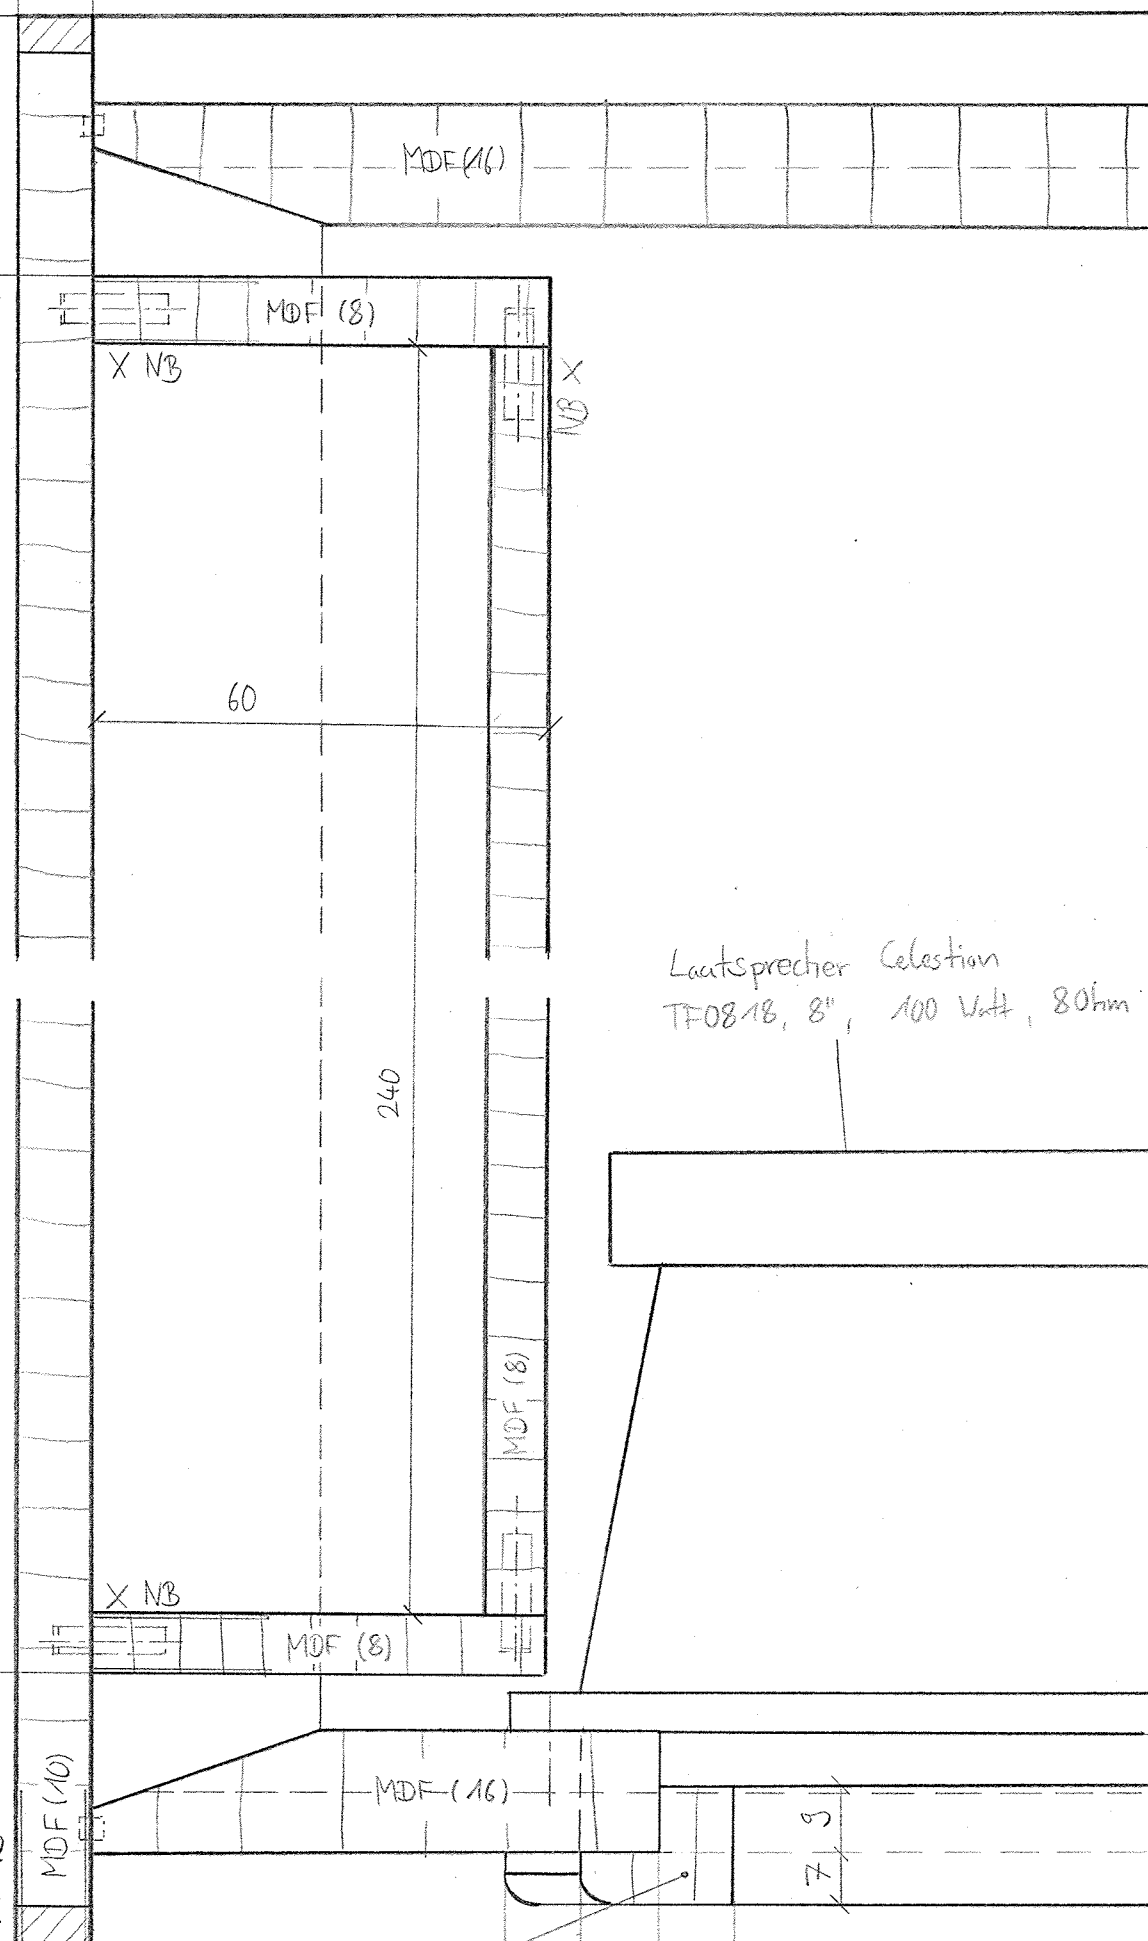 MDF(16)
MDF (8)
X NB
NB X
60
Lautsprecher Celestion
TF0818, 8", 100 Watt, 8Ohm
240
MDF (8)
X NB
MDF (8)
MDF (10)
MDF (16)
9
7